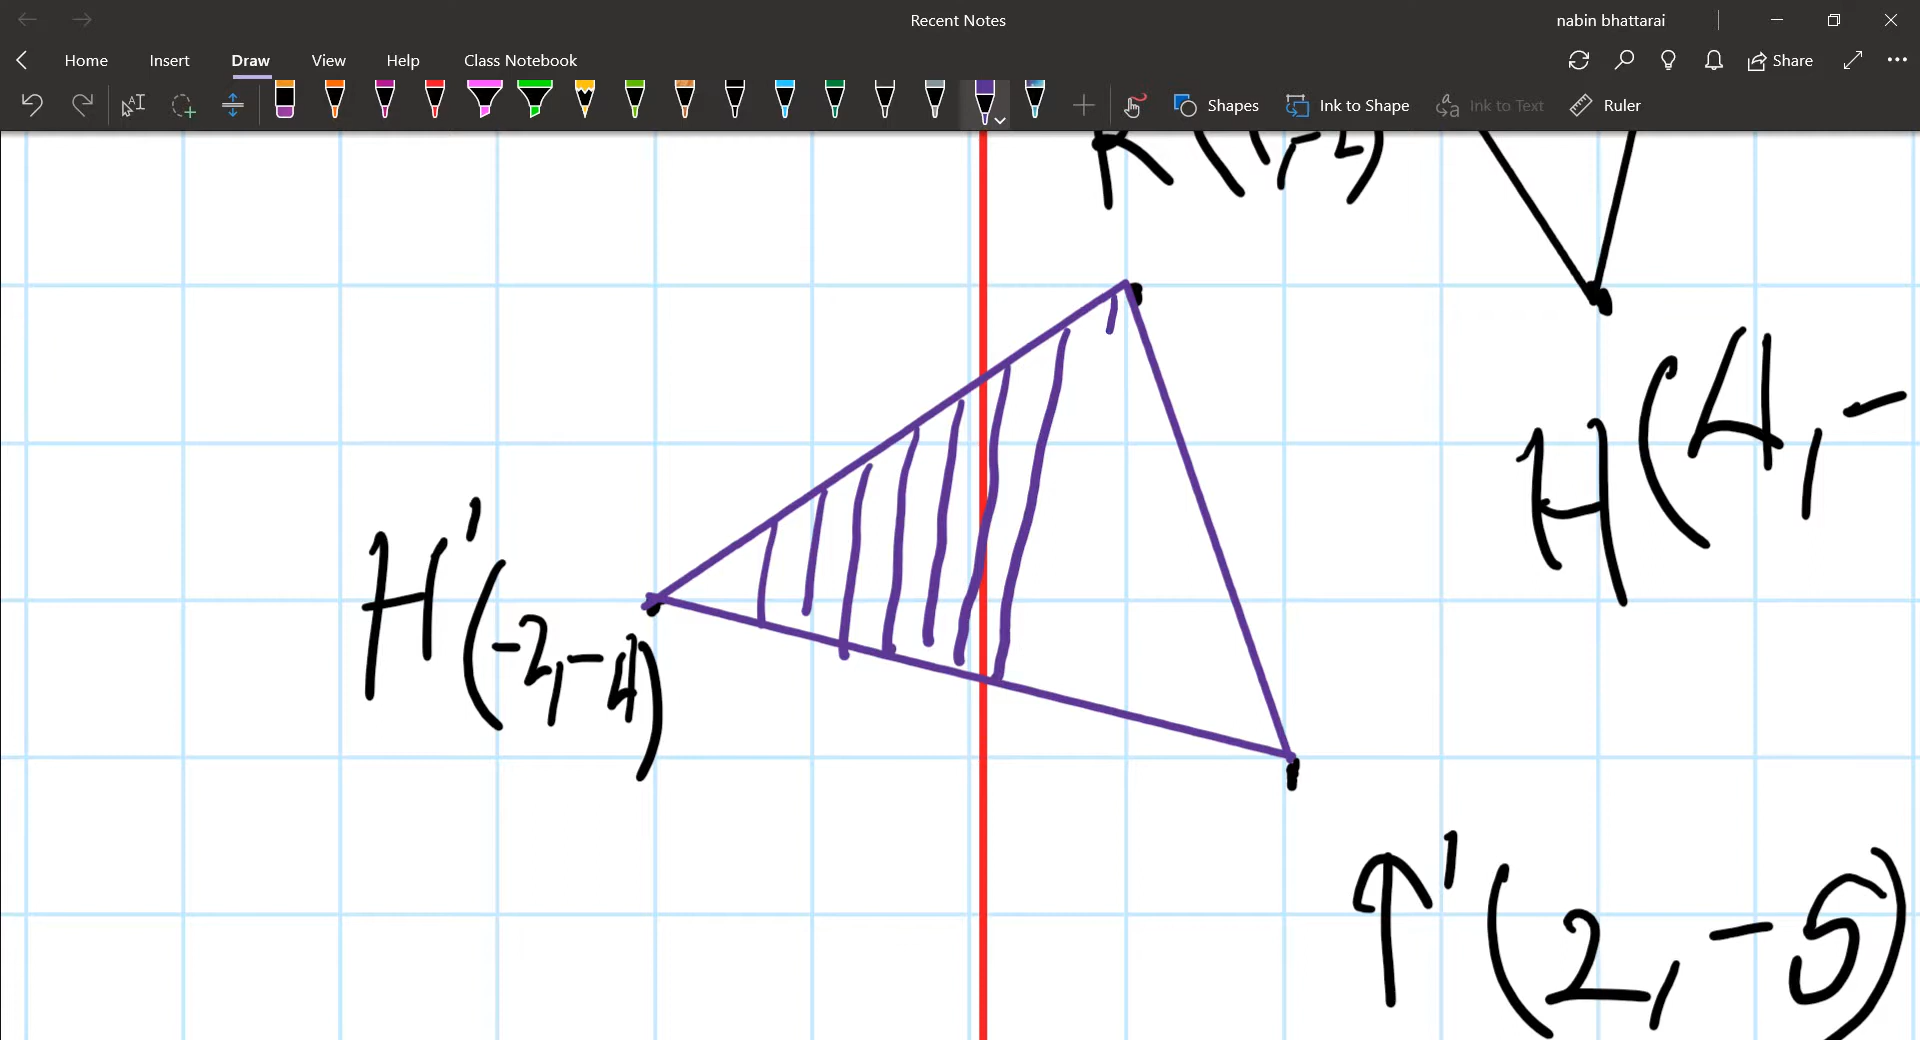 Recent Notes
nabin bhattarai
Home Insert Draw View Help Class Notebook
Share
Shapes Ink to Shape Ink to Text Ruler
H(4,-
H'(-2,-4)
T'(2,-5)